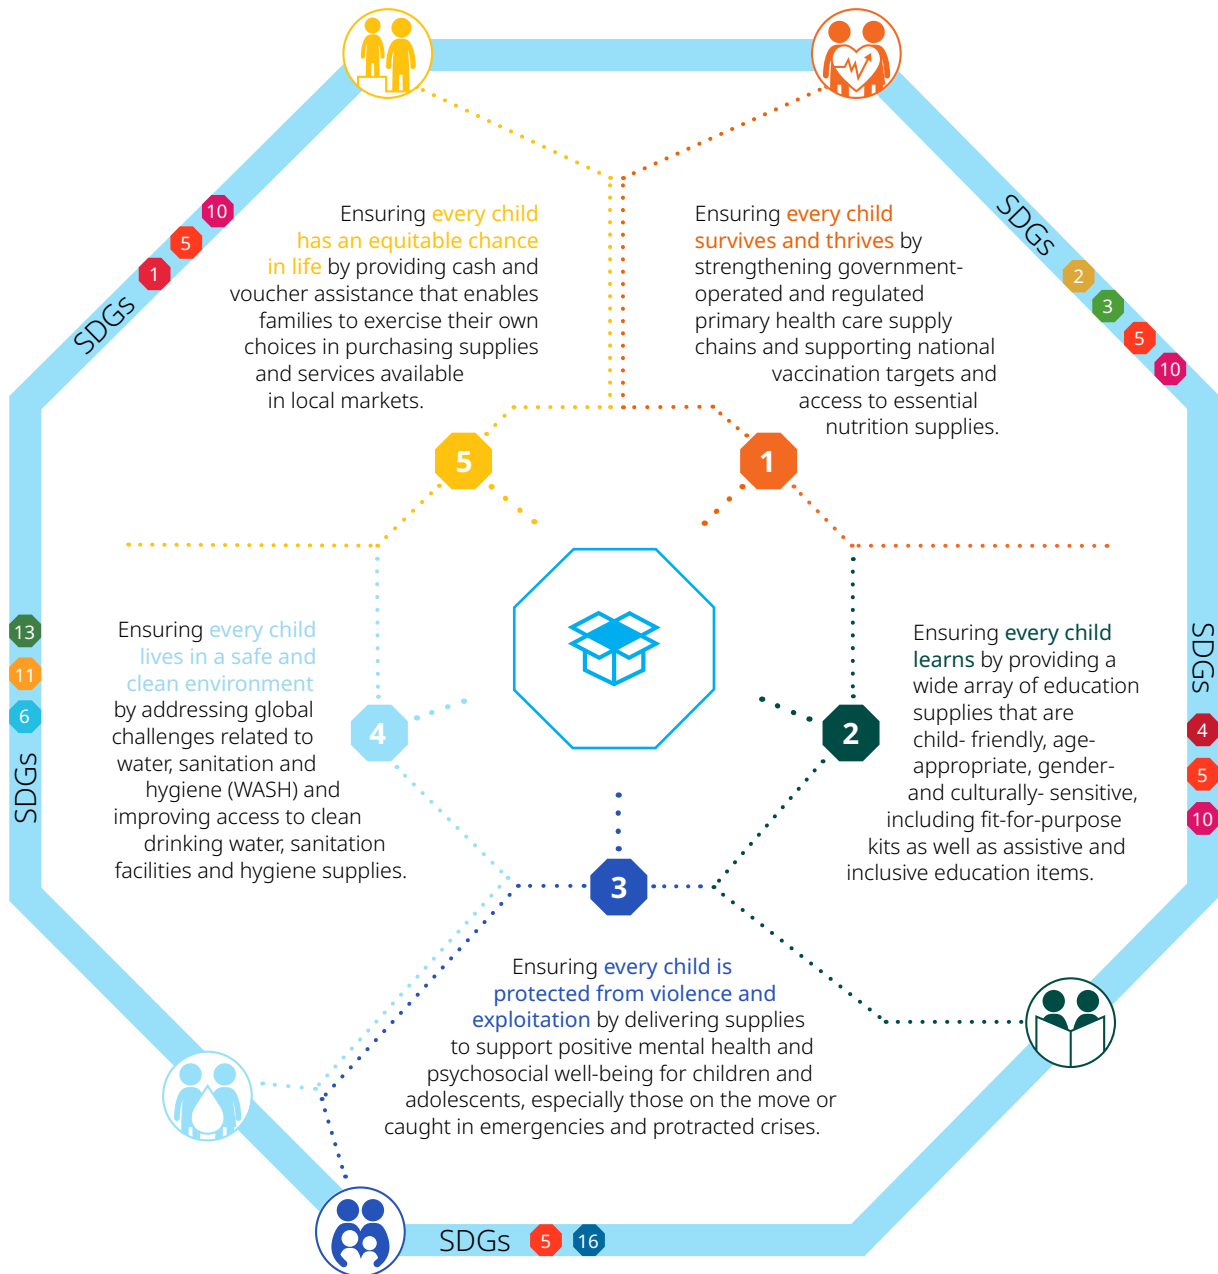 Ensuring every child
survives and thrives by
strengthening government-
operated and regulated
primary health care supply
chains and supporting national
vaccination targets and
access to essential
nutrition supplies.
1
SDGs
2
3
5
10
Ensuring every child
learns by providing a
wide array of education
supplies that are
child- friendly, age-
appropriate, gender-
and culturally- sensitive,
including fit-for-purpose
kits as well as assistive and
inclusive education items.
2
SDGs
4
5
10
3
Ensuring every child is
protected from violence and
exploitation by delivering supplies
to support positive mental health and
psychosocial well-being for children and
adolescents, especially those on the move or
caught in emergencies and protracted crises.
SDGs
5
16
Ensuring every child
lives in a safe and
clean environment
by addressing global
challenges related to
water, sanitation and
hygiene (WASH) and
improving access to clean
drinking water, sanitation
facilities and hygiene supplies.
4
SDGs
6
11
13
Ensuring every child
has an equitable chance
in life by providing cash and
voucher assistance that enables
families to exercise their own
choices in purchasing supplies
and services available
in local markets.
5
SDGs
1
5
10